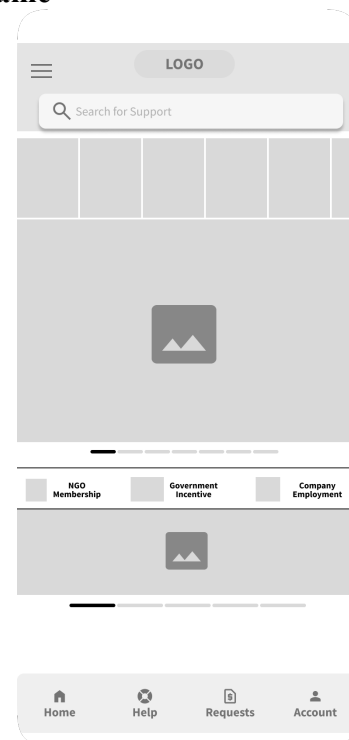 LOGO
Search for Support
NGO
Membership
Government
Incentive
Company
Employment
Home
Help
Requests
Account